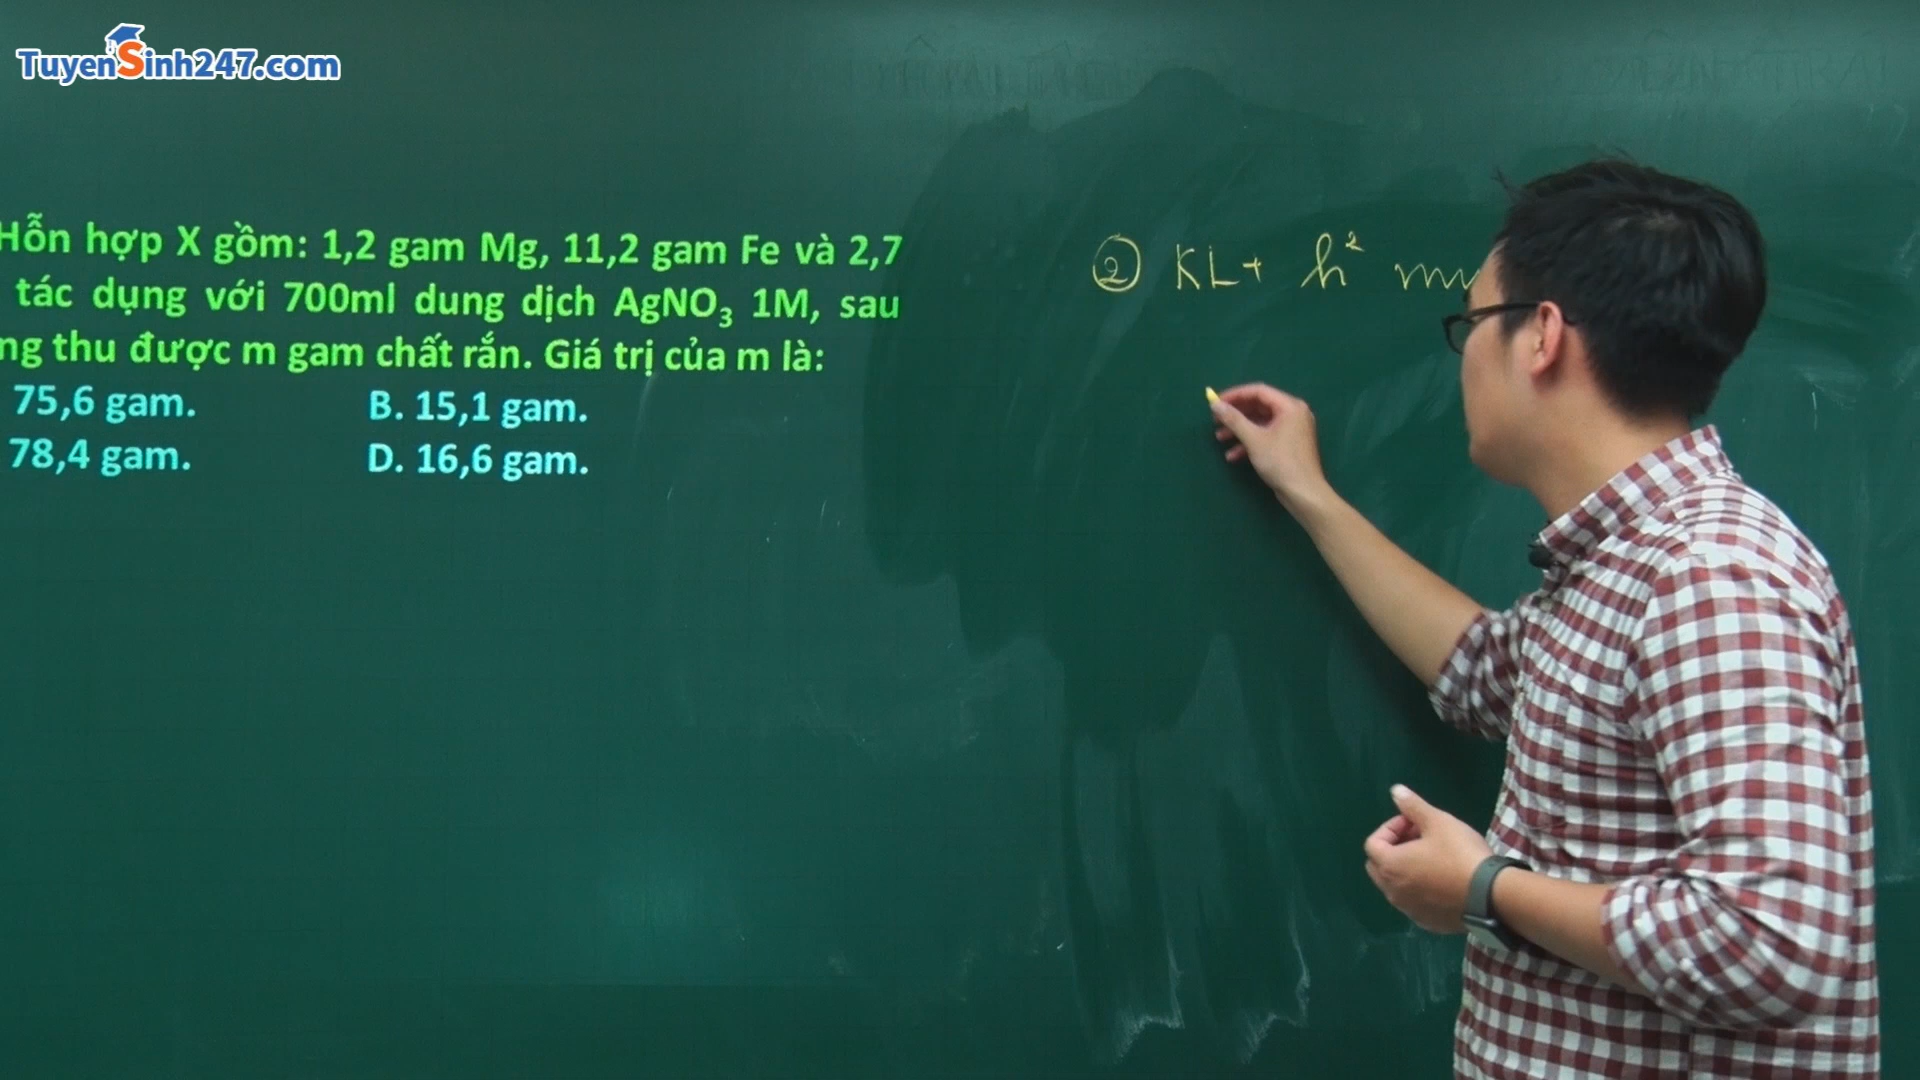 TuyenSinh247.com
Hỗn hợp X gồm: 1,2 gam Mg, 11,2 gam Fe và 2,7
tác dụng với 700ml dung dịch AgNO₃ 1M, sau
thu được m gam chất rắn. Giá trị của m là:
75,6 gam. B. 15,1 gam.
78,4 gam. D. 16,6 gam.
② KL + h²